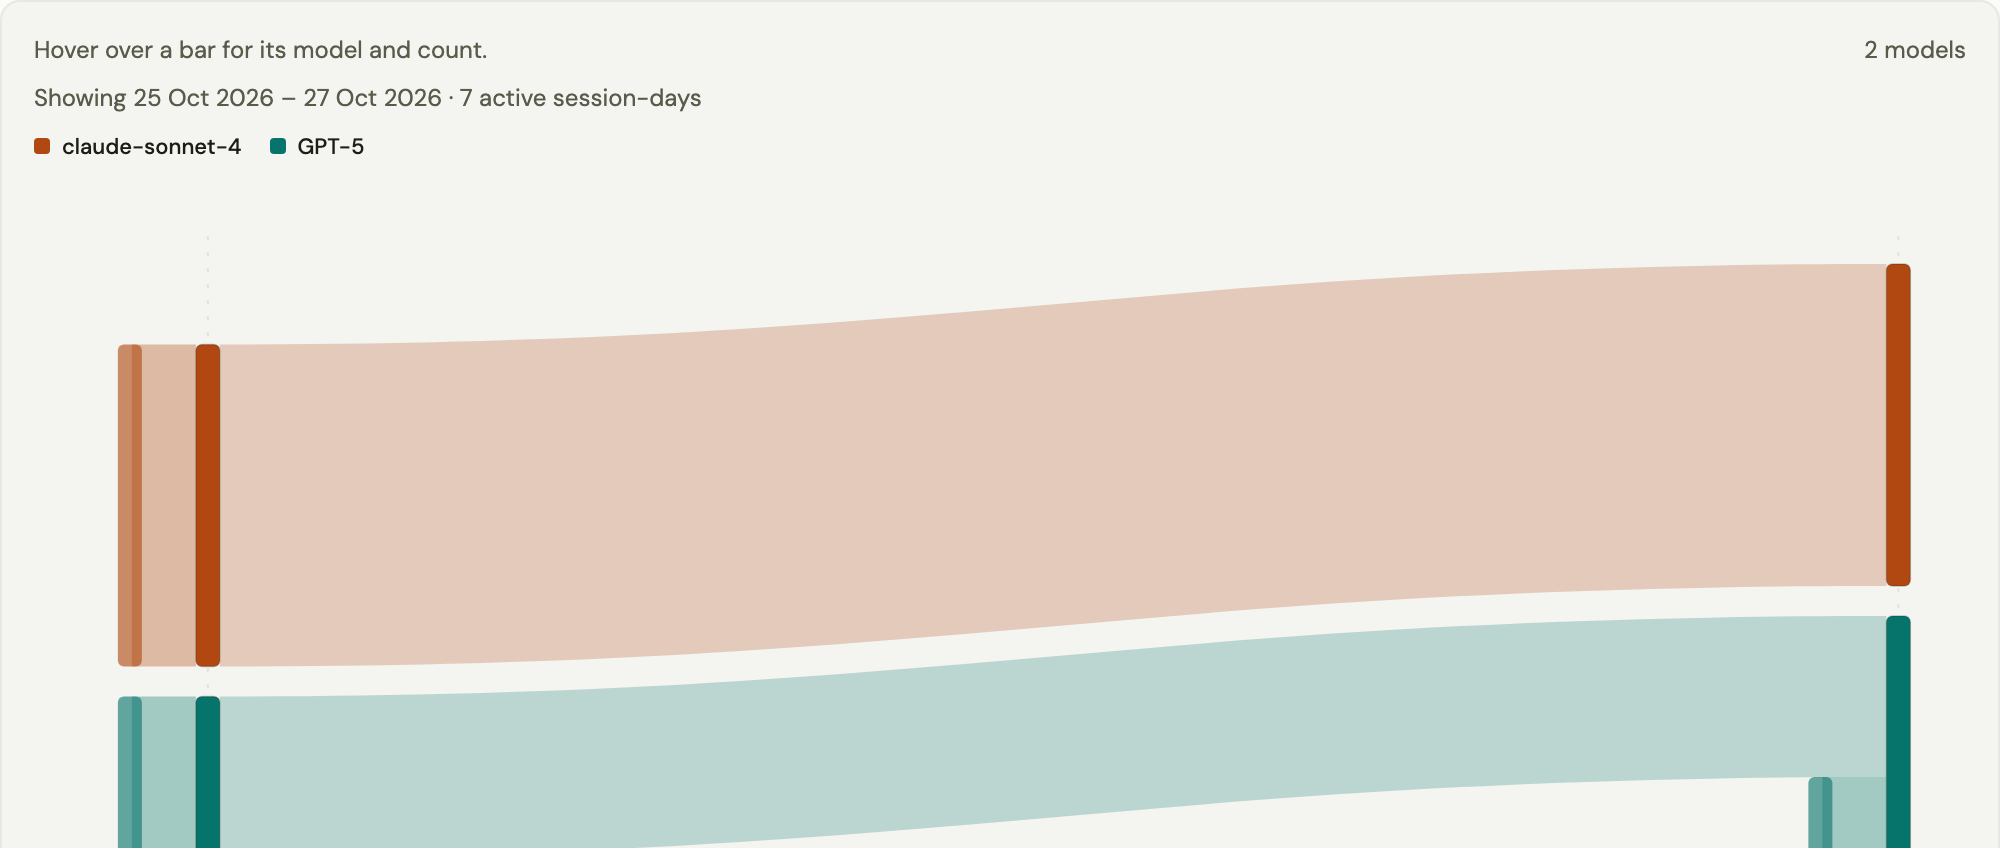 Hover over a bar for its model and count.
2 models
Showing 25 Oct 2026 – 27 Oct 2026 · 7 active session-days
claude-sonnet-4
GPT-5